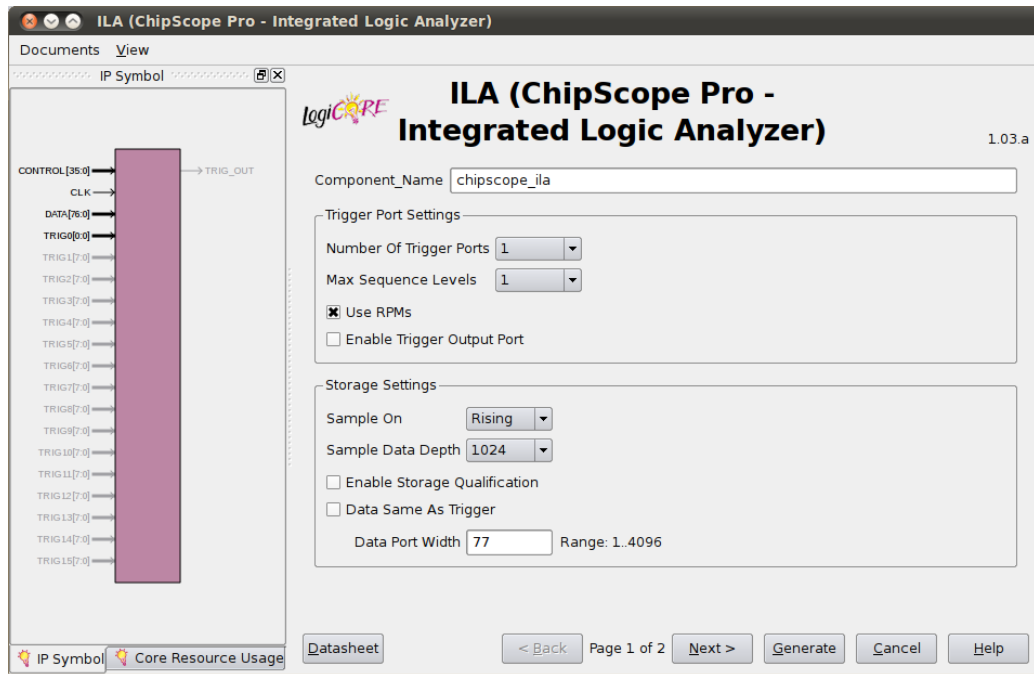 ILA (ChipScope Pro - Integrated Logic Analyzer)
Documents View
IP Symbol
CONTROL[35:0]
TRIG_OUT
CLK
DATA[76:0]
TRIG0[0:0]
TRIG1[7:0]
TRIG2[7:0]
TRIG3[7:0]
TRIG4[7:0]
TRIG5[7:0]
TRIG6[7:0]
TRIG7[7:0]
TRIG8[7:0]
TRIG9[7:0]
TRIG10[7:0]
TRIG11[7:0]
TRIG12[7:0]
TRIG13[7:0]
TRIG14[7:0]
TRIG15[7:0]
IP Symbol
Core Resource Usage
logiCORE
ILA (ChipScope Pro -
Integrated Logic Analyzer)
1.03.a
Component_Name chipscope_ila
Trigger Port Settings
Number Of Trigger Ports 1
Max Sequence Levels 1
Use RPMs
Enable Trigger Output Port
Storage Settings
Sample On Rising
Sample Data Depth 1024
Enable Storage Qualification
Data Same As Trigger
Data Port Width 77 Range: 1..4096
Datasheet < Back Page 1 of 2 Next > Generate Cancel Help